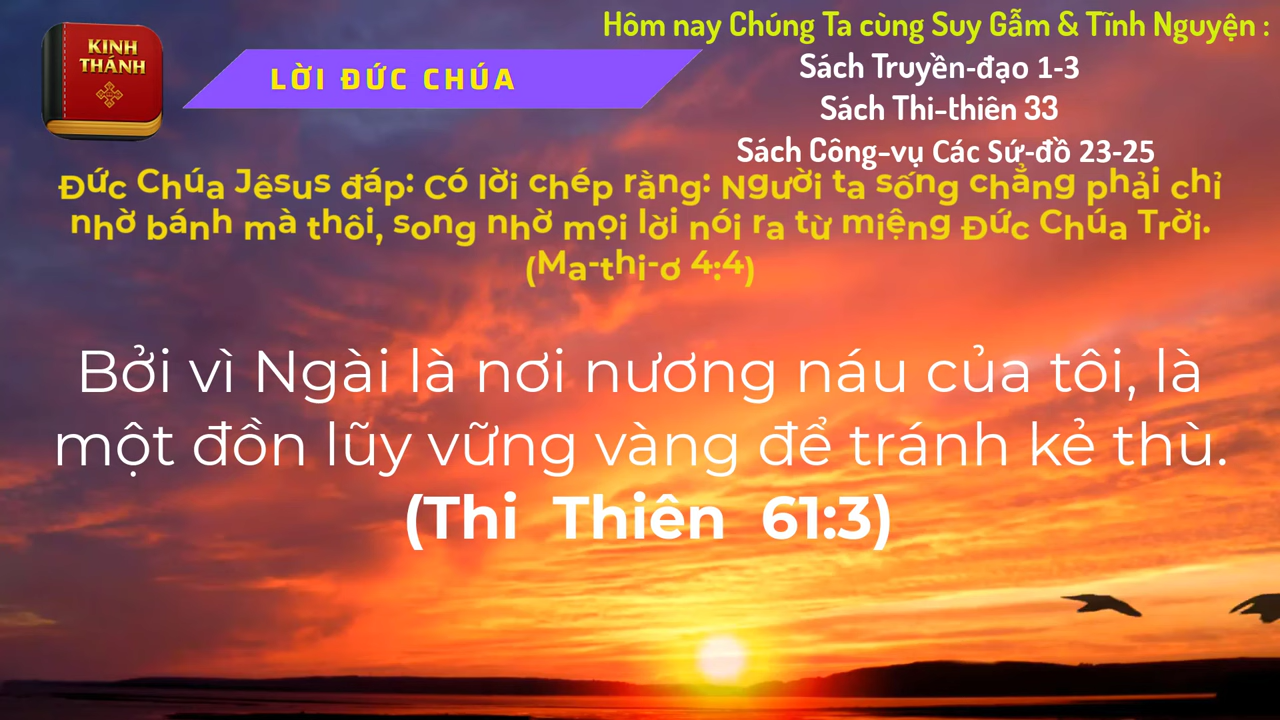 KINH
THÁNH
LỜI ĐỨC CHÚA
Hôm nay Chúng Ta cùng Suy Gẫm & Tĩnh Nguyện :
Sách Truyền-đạo 1-3
Sách Thi-thiên 33
Sách Công-vụ Các Sứ-đồ 23-25
Đức Chúa Jêsus đáp: Có lời chép rằng: Người ta sống chẳng phải chỉ
nhờ bánh mà thôi, song nhờ mọi lời nói ra từ miệng Đức Chúa Trời.
(Ma-thi-ơ 4:4)
Bởi vì Ngài là nơi nương náu của tôi, là
một đồn lũy vững vàng để tránh kẻ thù.
(Thi Thiên 61:3)